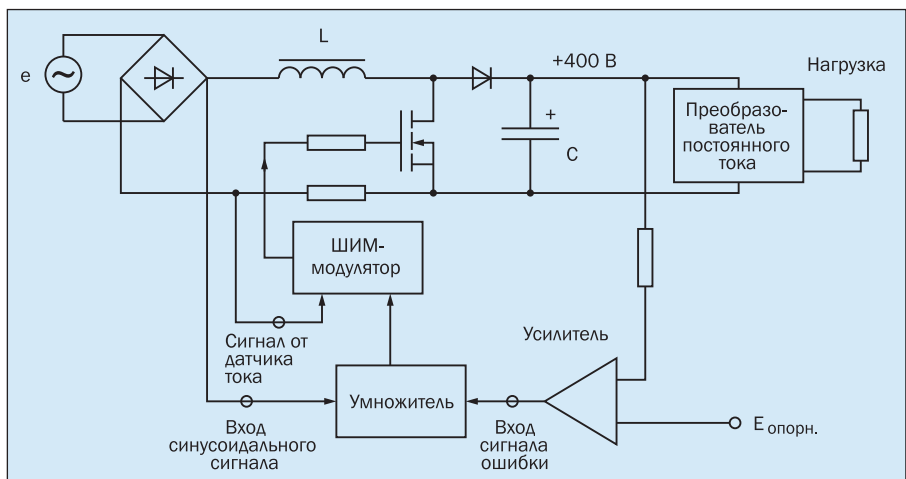 L
+400 В
Нагрузка
e
Преобразо-
ователь
постоянного
тока
+
C
ШИМ-
модулятор
Сигнал от
датчика
тока
Усилитель
Умножитель
Вход
синусоидального
сигнала
Вход
сигнала
ошибки
E опорн.